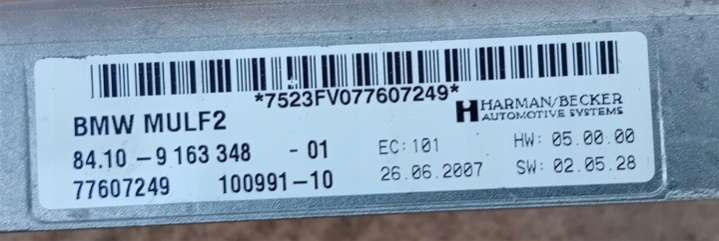 *7523FV077607249*
HARMAN/BECKER
AUTOMOTIVE SYSTEMS
BMW MULF2
84.10 - 9 163 348 - 01
EC: 101
HW: 05.00.00
77607249 100991-10
26.06.2007
SW: 02.05.28